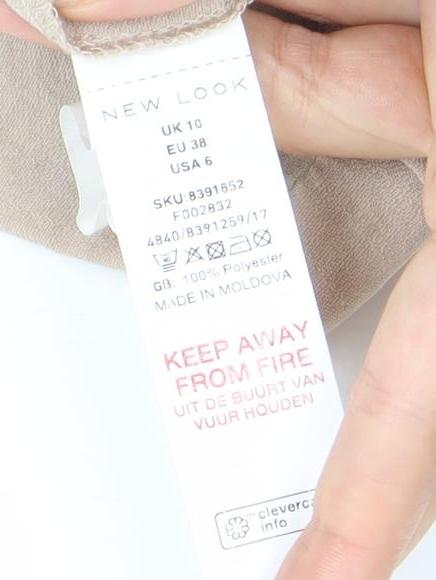 NEW LOOK
UK 10
EU 38
USA 6
SKU:8391652
F002832
4840/8391259/17
GB: 100% Polyester
MADE IN MOLDOVA
KEEP AWAY
FROM FIRE
UIT DE BUURT VAN
VUUR HOUDEN
info